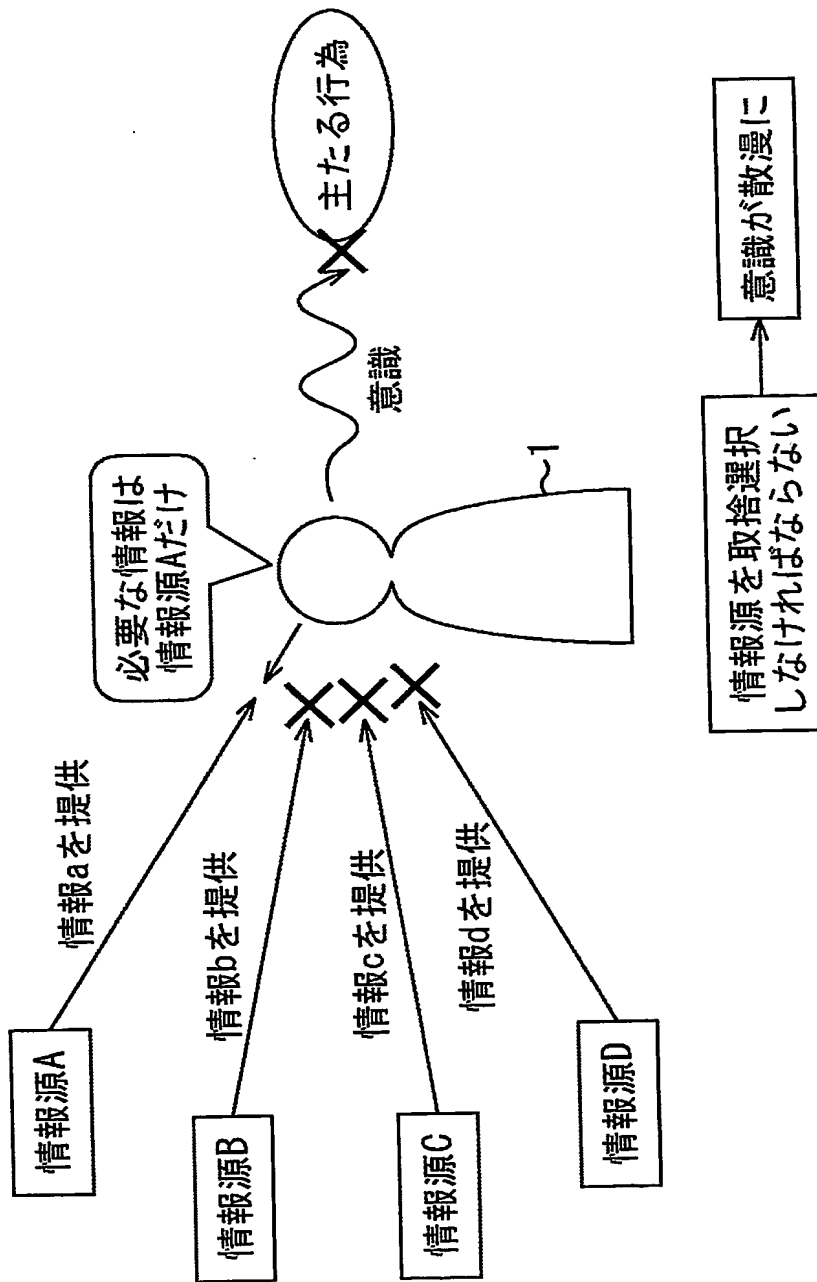 情報源A
情報源B
情報源C
情報源D
情報aを提供
情報bを提供
情報cを提供
情報dを提供
必要な情報は
情報源Aだけ
意識
主たる行為
1
情報源を取捨選択
しなければならない
意識が散漫に